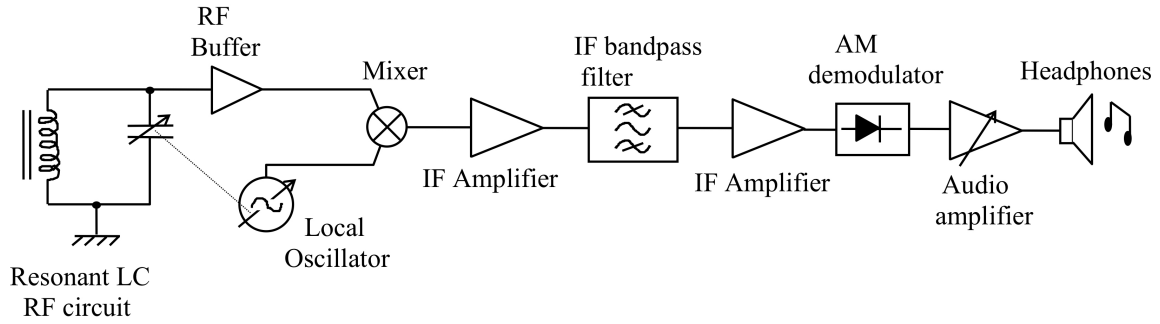 RF
Buffer
Mixer
IF bandpass
filter
AM
demodulator
Headphones
IF Amplifier
IF Amplifier
Audio
amplifier
Local
Oscillator
Resonant LC
RF circuit